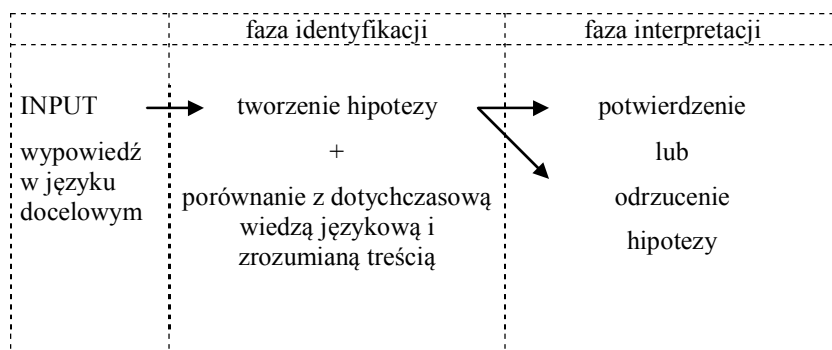 faza identyfikacji
faza interpretacji
INPUT
wypowiedź
w języku
docelowym
tworzenie hipotezy
+
porównanie z dotychczasową
wiedzą językową i
zrozumianą treścią
potwierdzenie
lub
odrzucenie
hipotezy